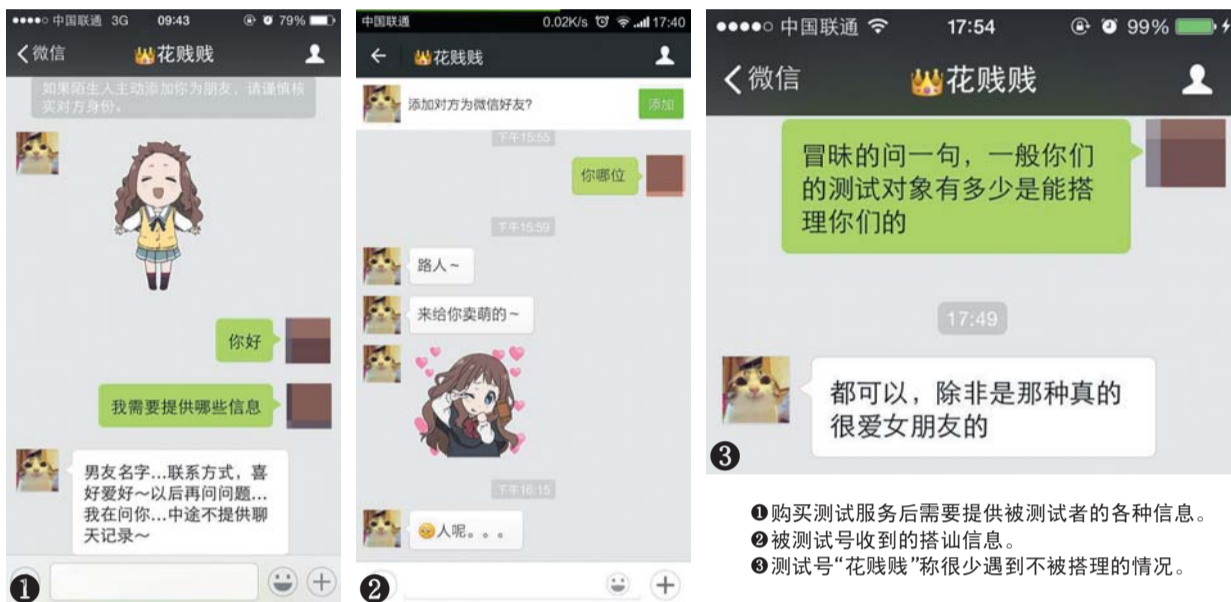 中国联通 3G 09:43 79%
微信 👑花贱贱
如果陌生人主动添加你为朋友，请谨慎核
实对方身份。
你好
我需要提供哪些信息
男友名字...联系方式，喜
好爱好～以后再问问题...
我在问你...中途不提供聊
天记录～
❶
中国联通 0.02K/s 17:40
👑花贱贱
添加对方为微信好友? 添加
下午15:55
你哪位
下午15:59
路人～
来给你卖萌的～
下午16:15
人呢。。。
❷
中国联通 17:54 99%
微信 👑花贱贱
冒昧的问一句，一般你们
的测试对象有多少是能搭
理你们的
17:49
都可以，除非是那种真的
很爱女朋友的
❸
❶购买测试服务后需要提供被测试者的各种信息。
❷被测试号收到的搭讪信息。
❸测试号“花贱贱”称很少遇到不被搭理的情况。